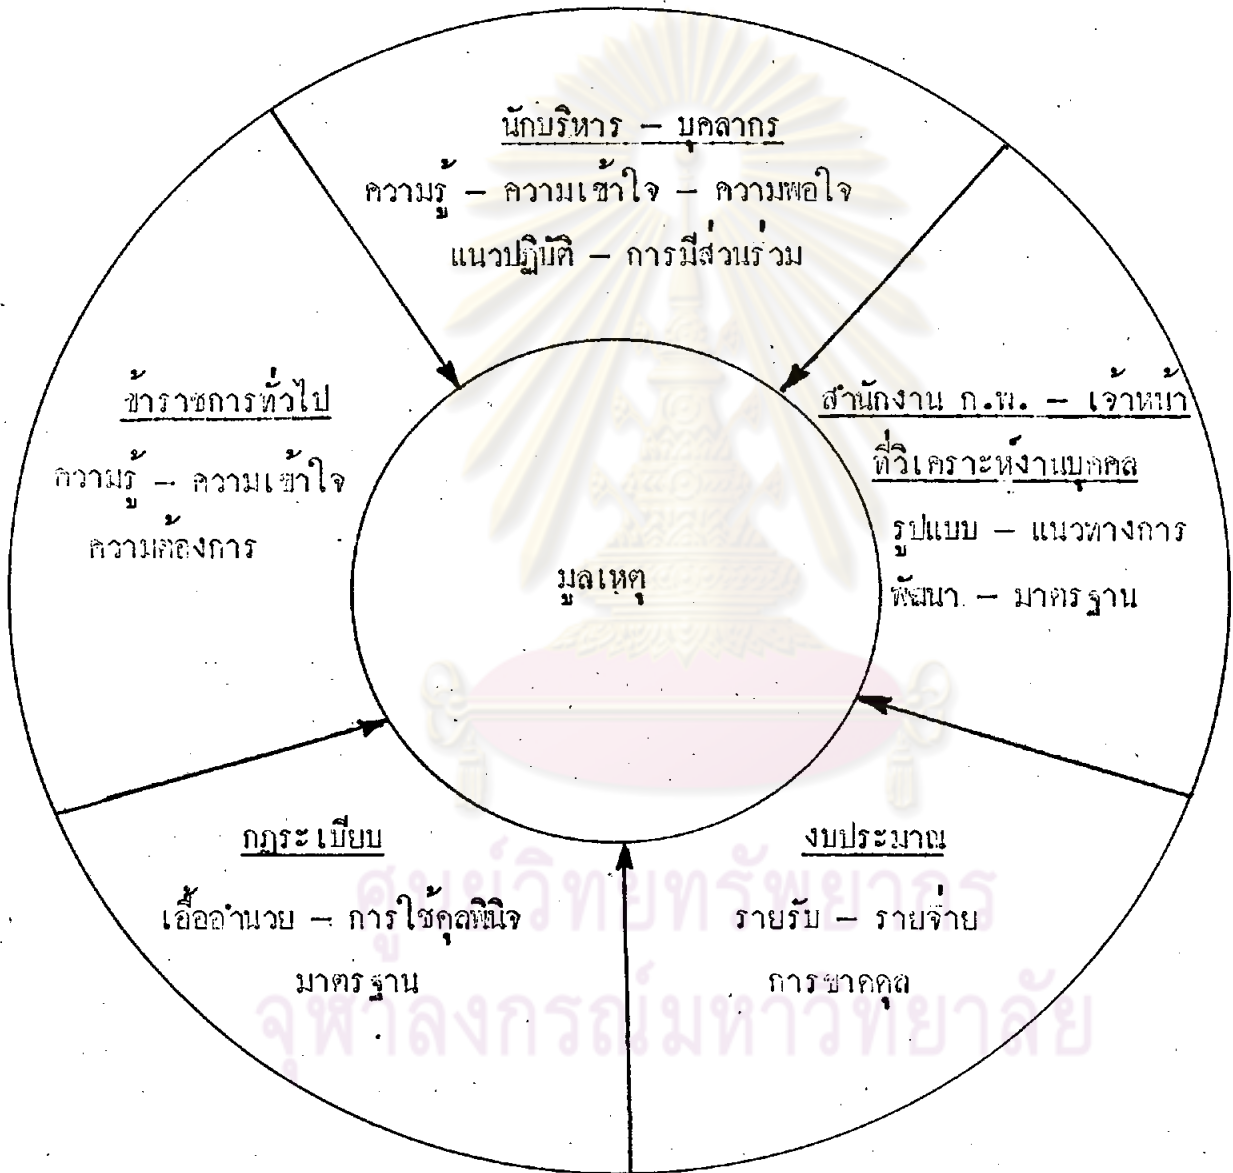 นักบริหาร – บุคลากร
ความรู้ – ความเข้าใจ – ความพอใจ
แนวปฏิบัติ – การมีส่วนร่วม
ข้าราชการทั่วไป
ความรู้ – ความเข้าใจ
ความต้องการ
สำนักงาน ก.พ. – เจ้าหน้า
ที่วิเคราะห์งานบุคคล
รูปแบบ – แนวทางการ
พัฒนา – มาตรฐาน
มูลเหตุ
กฎระเบียบ
เอื้ออำนวย – การใช้ดุลพินิจ
มาตรฐาน
งบประมาณ
รายรับ – รายจ่าย
การขาดดุล
ศูนย์วิทยทรัพยากร
จุฬาลงกรณ์มหาวิทยาลัย